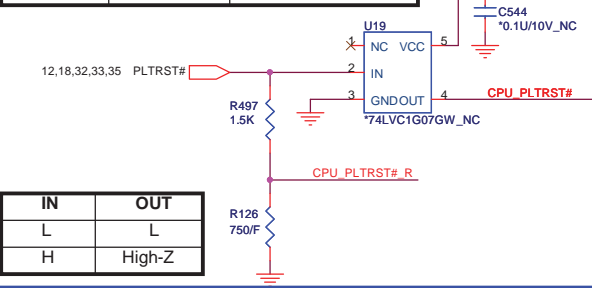 C544
*0.1U/10V_NC
U19
1 NC VCC 5
12,18,32,33,35 PLTRST# 2 IN
3 GND OUT 4 CPU_PLTRST#
*74LVC1G07GW_NC
R497
1.5K
CPU_PLTRST#_R
R126
750/F
IN OUT
L L
H High-Z